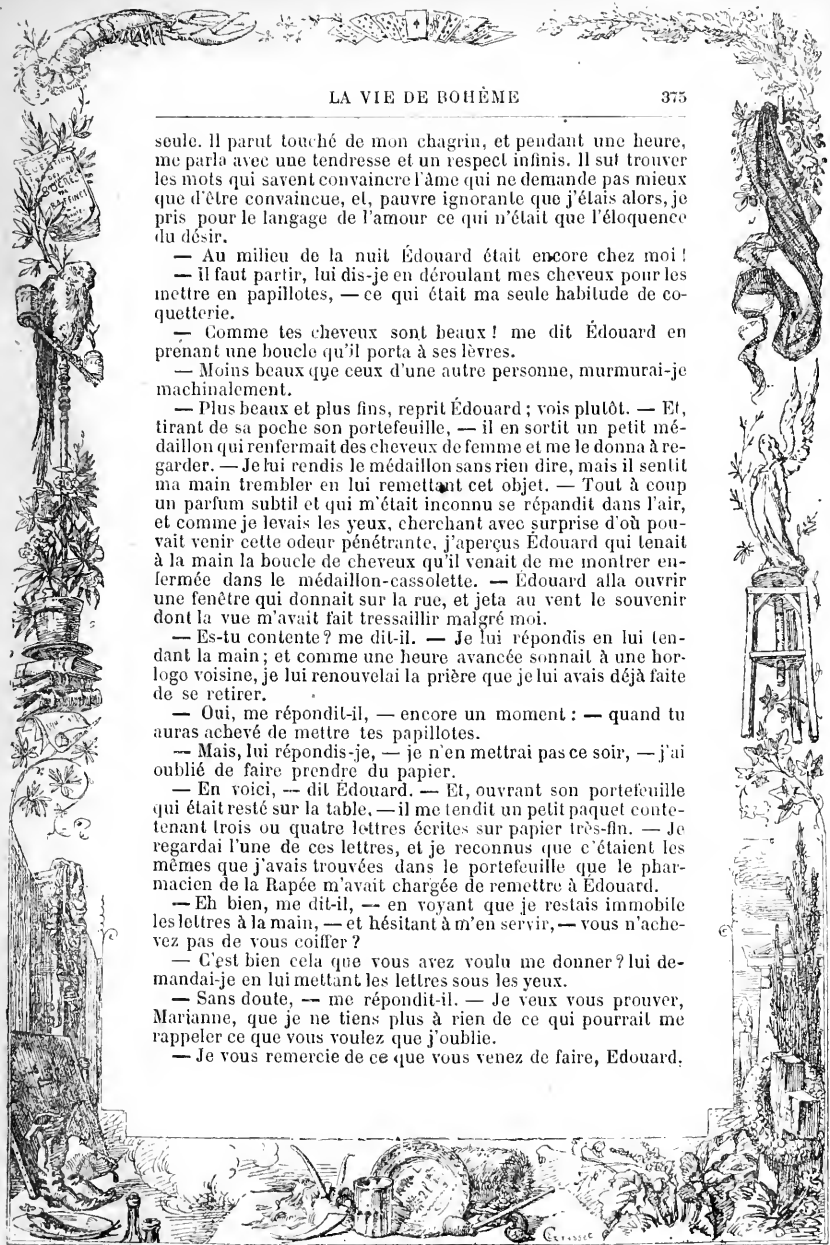 LA VIE DE BOHÈME 375
seule. Il parut touché de mon chagrin, et pendant une heure,
me parla avec une tendresse et un respect infinis. Il sut trouver
les mots qui savent convaincre l'âme qui ne demande pas mieux
que d'être convaincue, et, pauvre ignorante que j'étais alors, je
pris pour le langage de l'amour ce qui n'était que l'éloquence
du désir.
— Au milieu de la nuit Édouard était encore chez moi !
— Il faut partir, lui dis-je en déroulant mes cheveux pour les
mettre en papillotes, — ce qui était ma seule habitude de co-
quetterie.
— Comme tes cheveux sont beaux ! me dit Édouard en
prenant une boucle qu'il porta à ses lèvres.
— Moins beaux que ceux d'une autre personne, murmurai-je
machinalement.
— Plus beaux et plus fins, reprit Édouard ; vois plutôt. — Et,
tirant de sa poche son portefeuille, — il en sortit un petit mé-
daillon qui renfermait des cheveux de femme et me le donna à re-
garder. — Je lui rendis le médaillon sans rien dire, mais il sentit
ma main trembler en lui remettant cet objet. — Tout à coup
un parfum subtil et qui m'était inconnu se répandit dans l'air,
et comme je levais les yeux, cherchant avec surprise d'où pou-
vait venir cette odeur pénétrante, j'aperçus Édouard qui tenait
à la main la boucle de cheveux qu'il venait de me montrer en-
fermée dans le médaillon-cassolette. — Edouard alla ouvrir
une fenêtre qui donnait sur la rue, et jeta au vent le souvenir
dont la vue m'avait fait tressaillir malgré moi.
— Es-tu contente ? me dit-il. — Je lui répondis en lui ten-
dant la main ; et comme une heure avancée sonnait à une hor-
loge voisine, je lui renouvelai la prière que je lui avais déjà faite
de se retirer.
— Oui, me répondit-il, — encore un moment : — quand tu
auras achevé de mettre tes papillotes.
— Mais, lui répondis-je, — je n'en mettrai pas ce soir, — j'ai
oublié de faire prendre du papier.
— En voici, — dit Édouard. — Et, ouvrant son portefeuille
qui était resté sur la table, — il me tendit un petit paquet conte-
tenant trois ou quatre lettres écrites sur papier très-fin. — Je
regardai l'une de ces lettres, et je reconnus que c'étaient les
mêmes que j'avais trouvées dans le portefeuille que le phar-
macien de la Rapée m'avait chargée de remettre à Edouard.
— Eh bien, me dit-il, — en voyant que je restais immobile
les lettres à la main, — et hésitant à m'en servir, — vous n'ache-
vez pas de vous coiffer ?
— C'est bien cela que vous avez voulu me donner ? lui de-
mandai-je en lui mettant les lettres sous les yeux.
— Sans doute, — me répondit-il. — Je veux vous prouver,
Marianne, que je ne tiens plus à rien de ce qui pourrait me
rappeler ce que vous voulez que j'oublie.
— Je vous remercie de ce que vous venez de faire, Edouard.